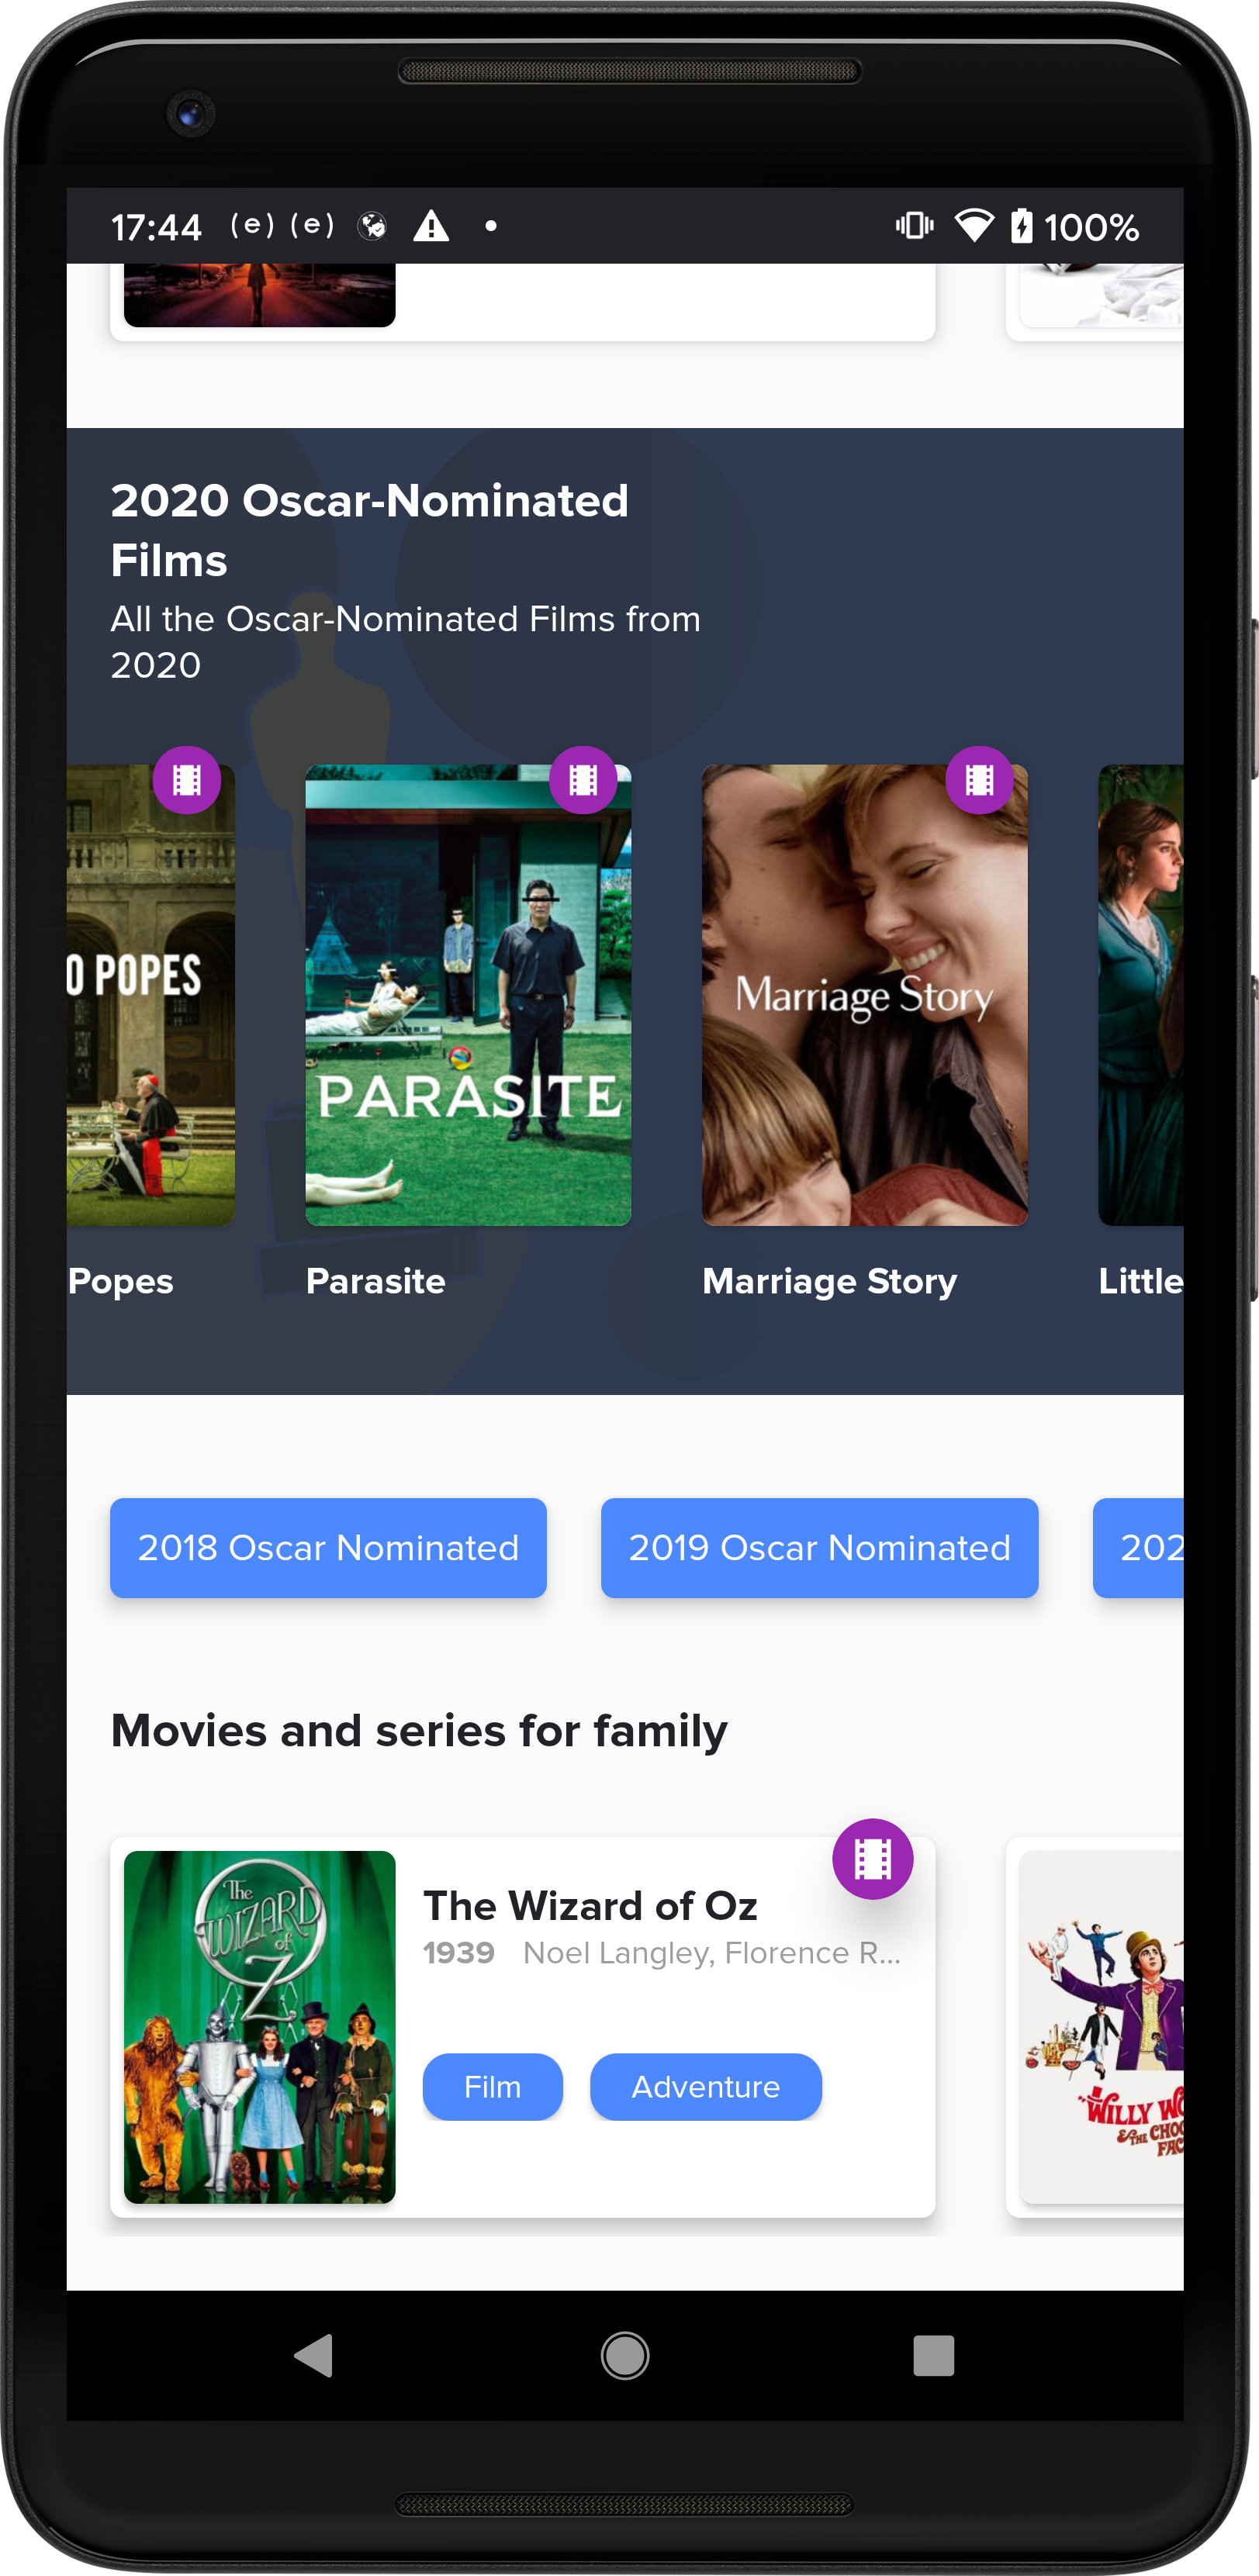 17:44 (e) (e) 100%
2020 Oscar-Nominated
Films
All the Oscar-Nominated Films from
2020
O POPES
PARASITE
Marriage Story
Popes
Parasite
Marriage Story
Little
2018 Oscar Nominated
2019 Oscar Nominated
202
Movies and series for family
The
WIZARD
of
Z
The Wizard of Oz
1939 Noel Langley, Florence R...
Film
Adventure
"WILLY WO
& THE CHOC
FAC